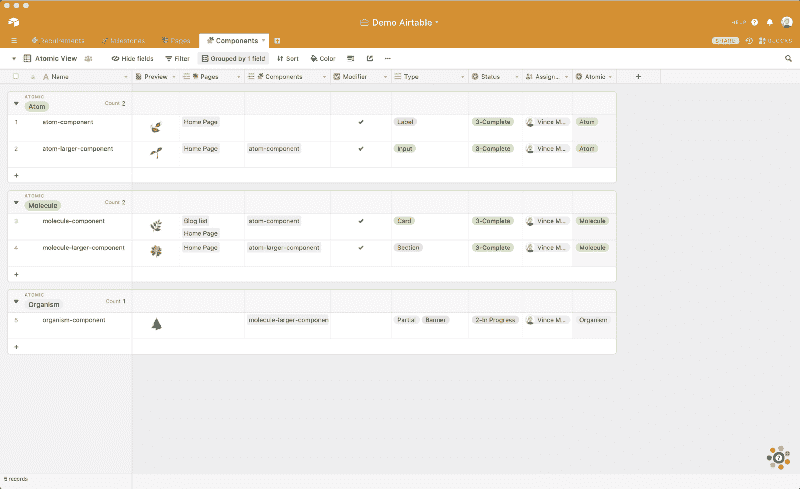 Demo Airtable
HELP
Requirements
Milestones
Pages
Components
SHARE
BLOCKS
Atomic View
Hide fields
Filter
Grouped by 1 field
Sort
Color
Name
Preview
Pages
Components
Modifier
Type
Status
Assign...
Atomic
ATOMIC
Atom
Count 2
1 atom-component Home Page Label 3-Complete Vince M... Atom
2 atom-larger-component Home Page atom-component Input 3-Complete Vince M... Atom
ATOMIC
Molecule
Count 2
3 molecule-component Blog list atom-component Card 3-Complete Vince M... Molecule
Home Page
4 molecule-larger-component Home Page atom-larger-component Section 3-Complete Vince M... Molecule
ATOMIC
Organism
Count 1
5 organism-component molecule-larger-componen Partial Banner 2-In Progress Vince M... Organism
5 records